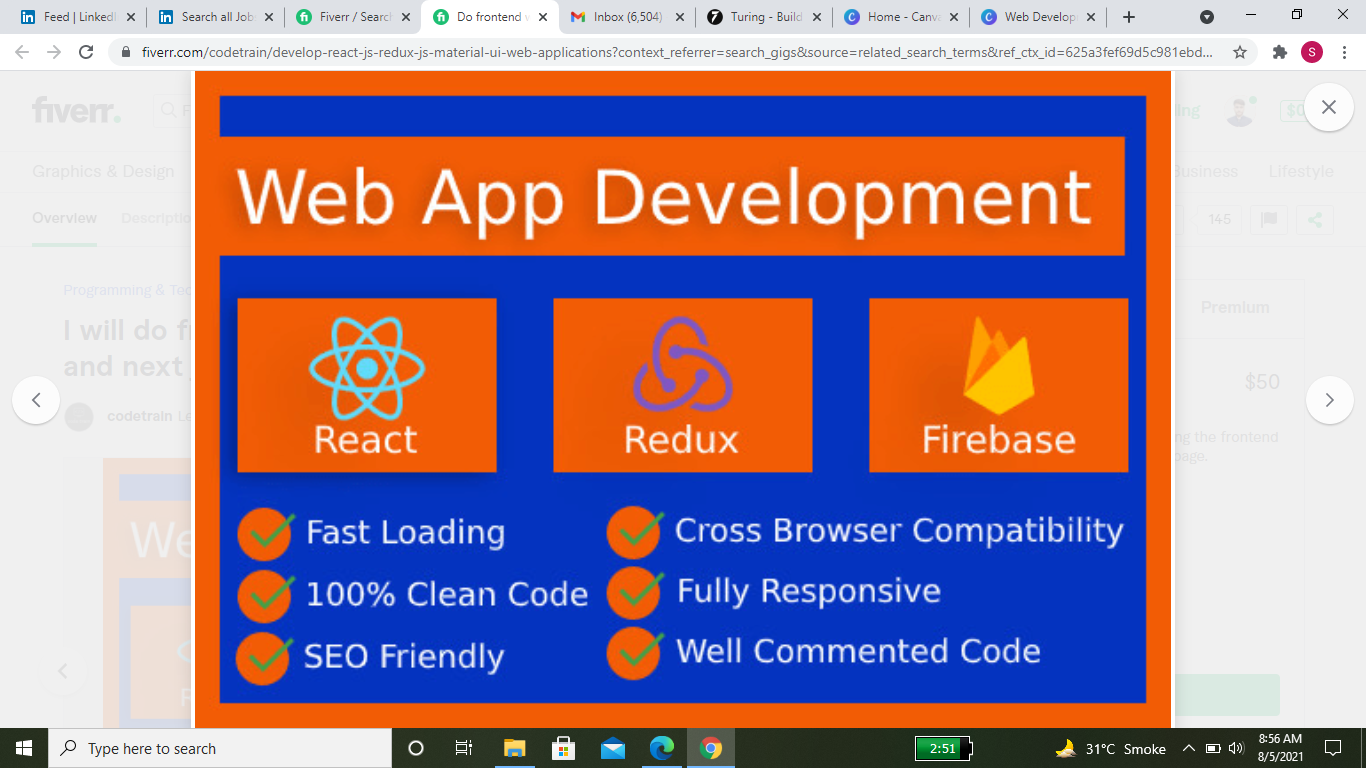 Feed | LinkedI
Search all Job
Fiverr / Search
Do frontend w
Inbox (6,504)
Turing - Build
Home - Canva
Web Develop
fiverr.com/codetrain/develop-react-js-redux-js-material-ui-web-applications?context_referrer=search_gigs&source=related_search_terms&ref_ctx_id=625a3fef69d5c981ebd...
S
fiverr.
Graphics & Design
Business
Lifestyle
Overview
Descriptio
145
Programming & Tec
Premium
I will do f
and next
$50
codetrain Le
ng the frontend
page.
Web App Development
React
Redux
Firebase
Fast Loading
Cross Browser Compatibility
100% Clean Code
Fully Responsive
SEO Friendly
Well Commented Code
Type here to search
2:51
31°C Smoke
8:56 AM
8/5/2021